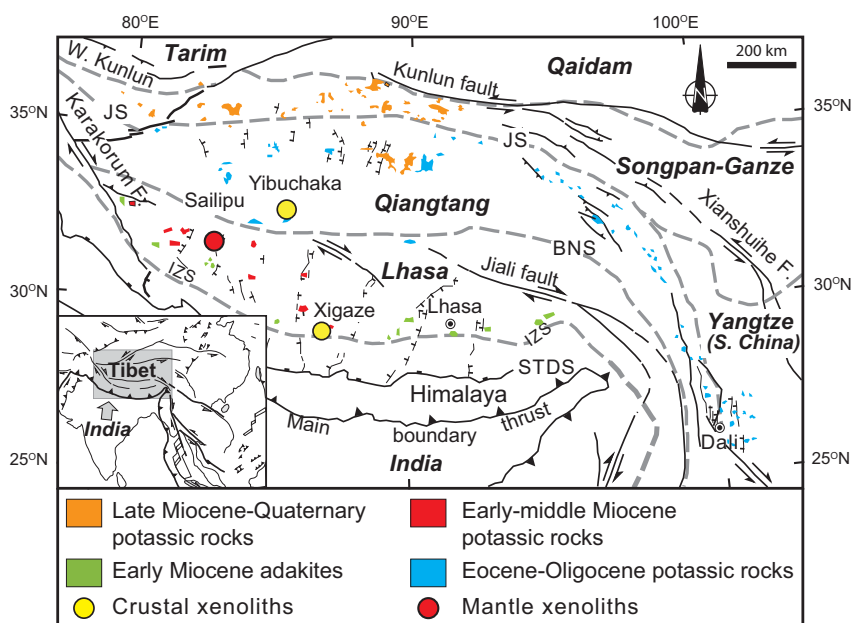 80°E
90°E
100°E
Tarim
W. Kunlun
Kunlun fault
Qaidam
200 km
35°N
35°N
JS
JS
Karakorum F.
Songpan-Ganze
Yibuchaka
Sailipu
Qiangtang
Xianshuihe F.
BNS
Lhasa
IZS
Jiali fault
30°N
30°N
Xigaze
Lhasa
IZS
Yangtze
(S. China)
STDS
Tibet
Himalaya
India
Main
boundary
thrust
Dali
India
25°N
25°N
Late Miocene-Quaternary
potassic rocks
Early-middle Miocene
potassic rocks
Early Miocene adakites
Eocene-Oligocene potassic rocks
Crustal xenoliths
Mantle xenoliths